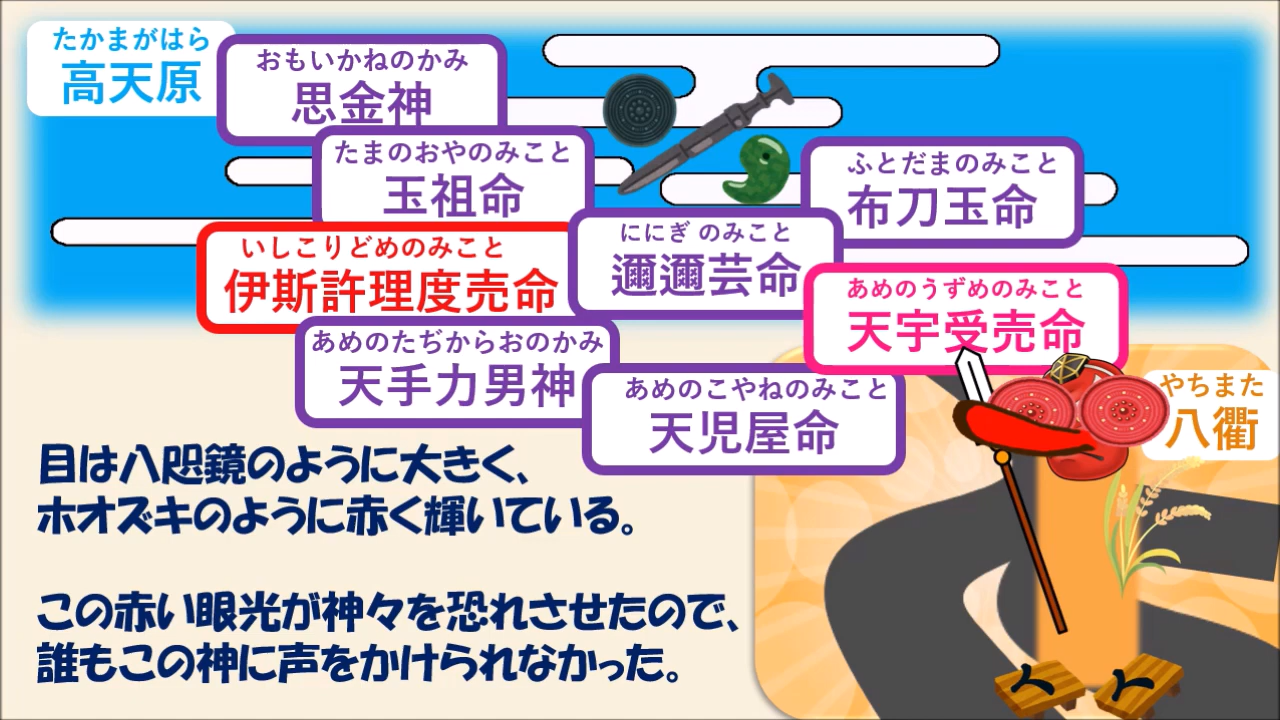 たかまがはら
高天原
おもいかねのかみ
思金神
たまのおやのみこと
玉祖命
ふとだまのみこと
布刀玉命
いしこりどめのみこと
伊斯許理度売命
ににぎ のみこと
邇邇芸命
あめのうずめのみこと
天宇受売命
あめのたぢからおのかみ
天手力男神
あめのこやねのみこと
天児屋命
やちまた
八衢
目は八咫鏡のように大きく、
ホオズキのように赤く輝いている。
この赤い眼光が神々を恐れさせたので、
誰もこの神に声をかけられなかった。